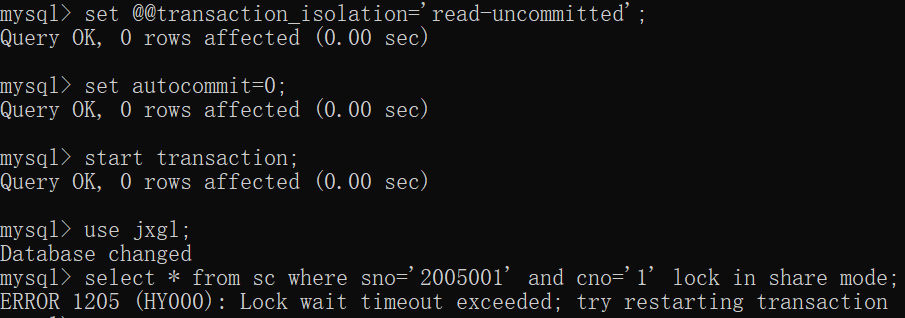 mysql> set @@transaction_isolation='read-uncommitted';
Query OK, 0 rows affected (0.00 sec)
mysql> set autocommit=0;
Query OK, 0 rows affected (0.00 sec)
mysql> start transaction;
Query OK, 0 rows affected (0.00 sec)
mysql> use jxgl;
Database changed
mysql> select * from sc where sno='2005001' and cno='1' lock in share mode;
ERROR 1205 (HY000): Lock wait timeout exceeded; try restarting transaction